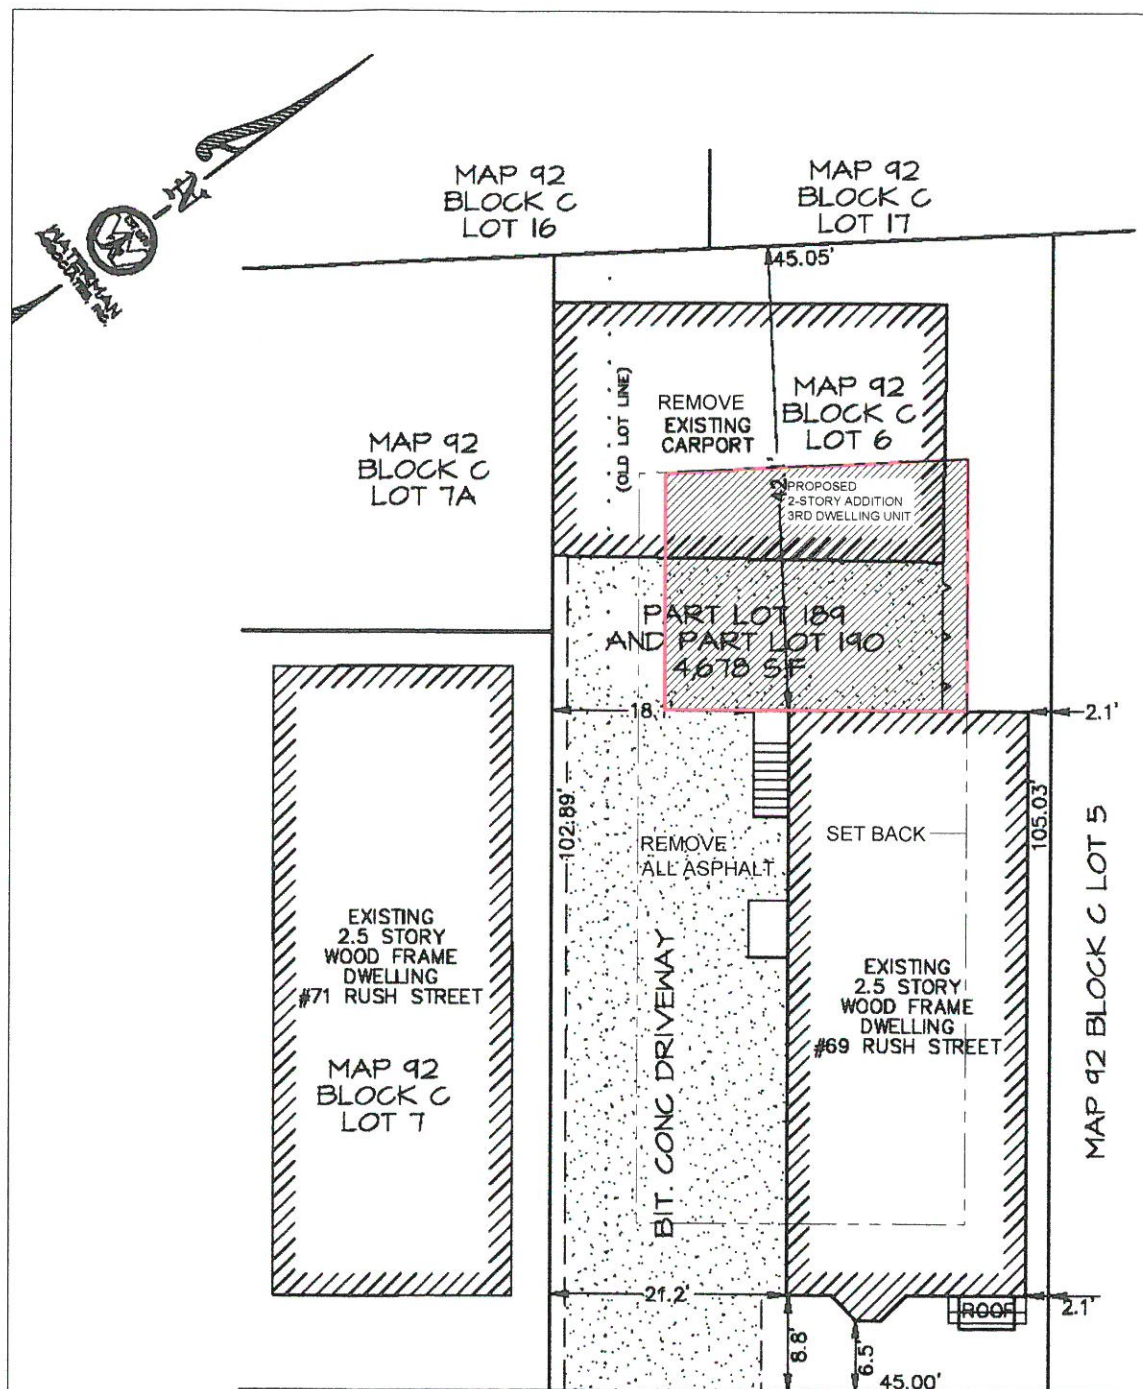 MAP 92
BLOCK C
LOT 16
MAP 92
BLOCK C
LOT 17
N
WATERMAN
ASSOCIATES, INC.
45.05'
MAP 92
BLOCK C
LOT 7A
(OLD LOT LINE)
REMOVE
EXISTING
CARPORT
MAP 92
BLOCK C
LOT 6
PROPOSED
2-STORY ADDITION
3RD DWELLING UNIT
PART LOT 189
AND PART LOT 190
4,678 S.F
2.1'
102.89'
REMOVE
ALL ASPHALT
SET BACK
105.03'
MAP 92 BLOCK C LOT 5
EXISTING
2.5 STORY
WOOD FRAME
DWELLING
#71 RUSH STREET
MAP 92
BLOCK C
LOT 7
BIT. CONC DRIVEWAY
EXISTING
2.5 STORY
WOOD FRAME
DWELLING
#69 RUSH STREET
21.2'
ROOF
2.1'
8.8'
6.5'
45.00'